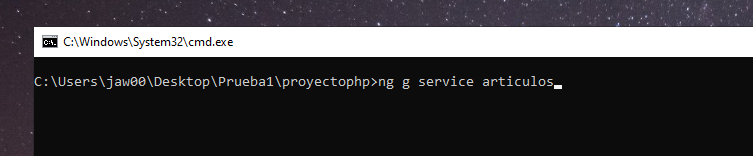 C:\Windows\System32\cmd.exe
C:\Users\jaw00\Desktop\Prueba1\proyectophp>ng g service articulos